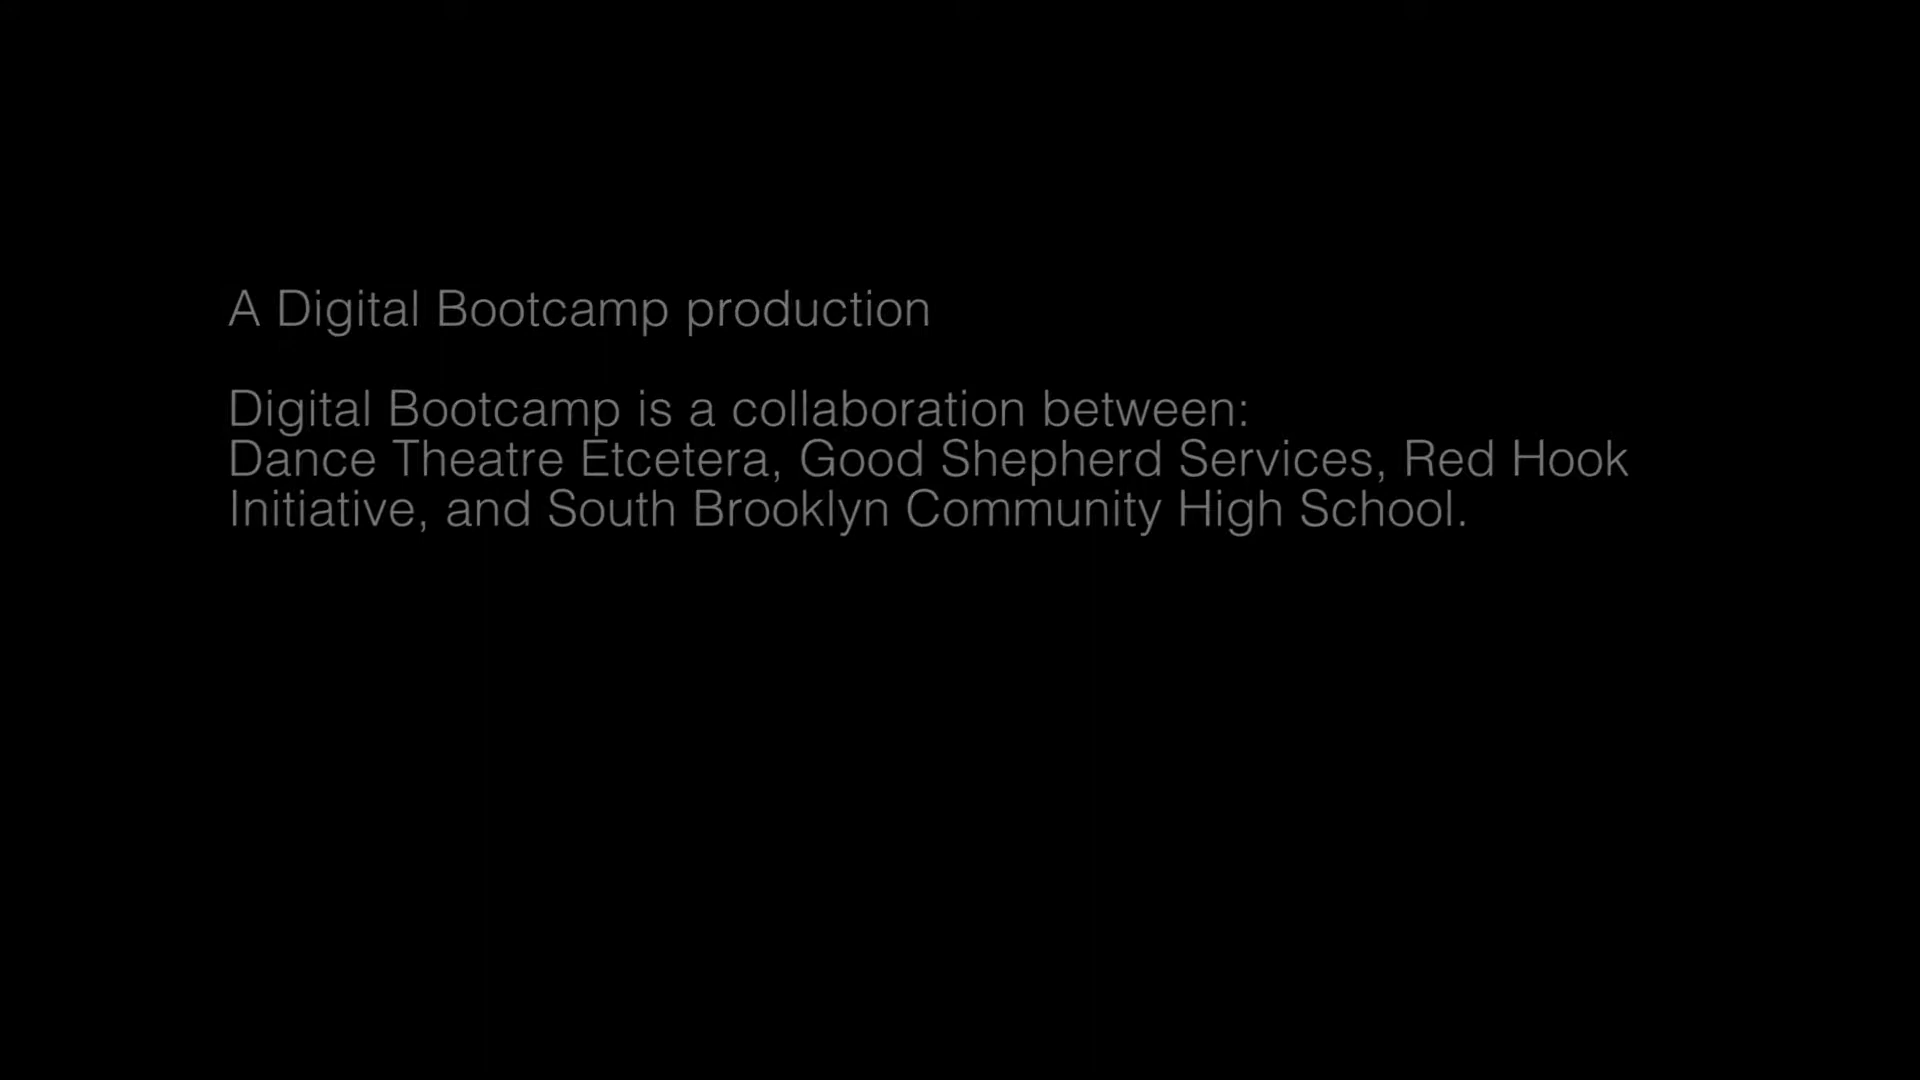 A Digital Bootcamp production
Digital Bootcamp is a collaboration between:
Dance Theatre Etcetera, Good Shepherd Services, Red Hook
Initiative, and South Brooklyn Community High School.